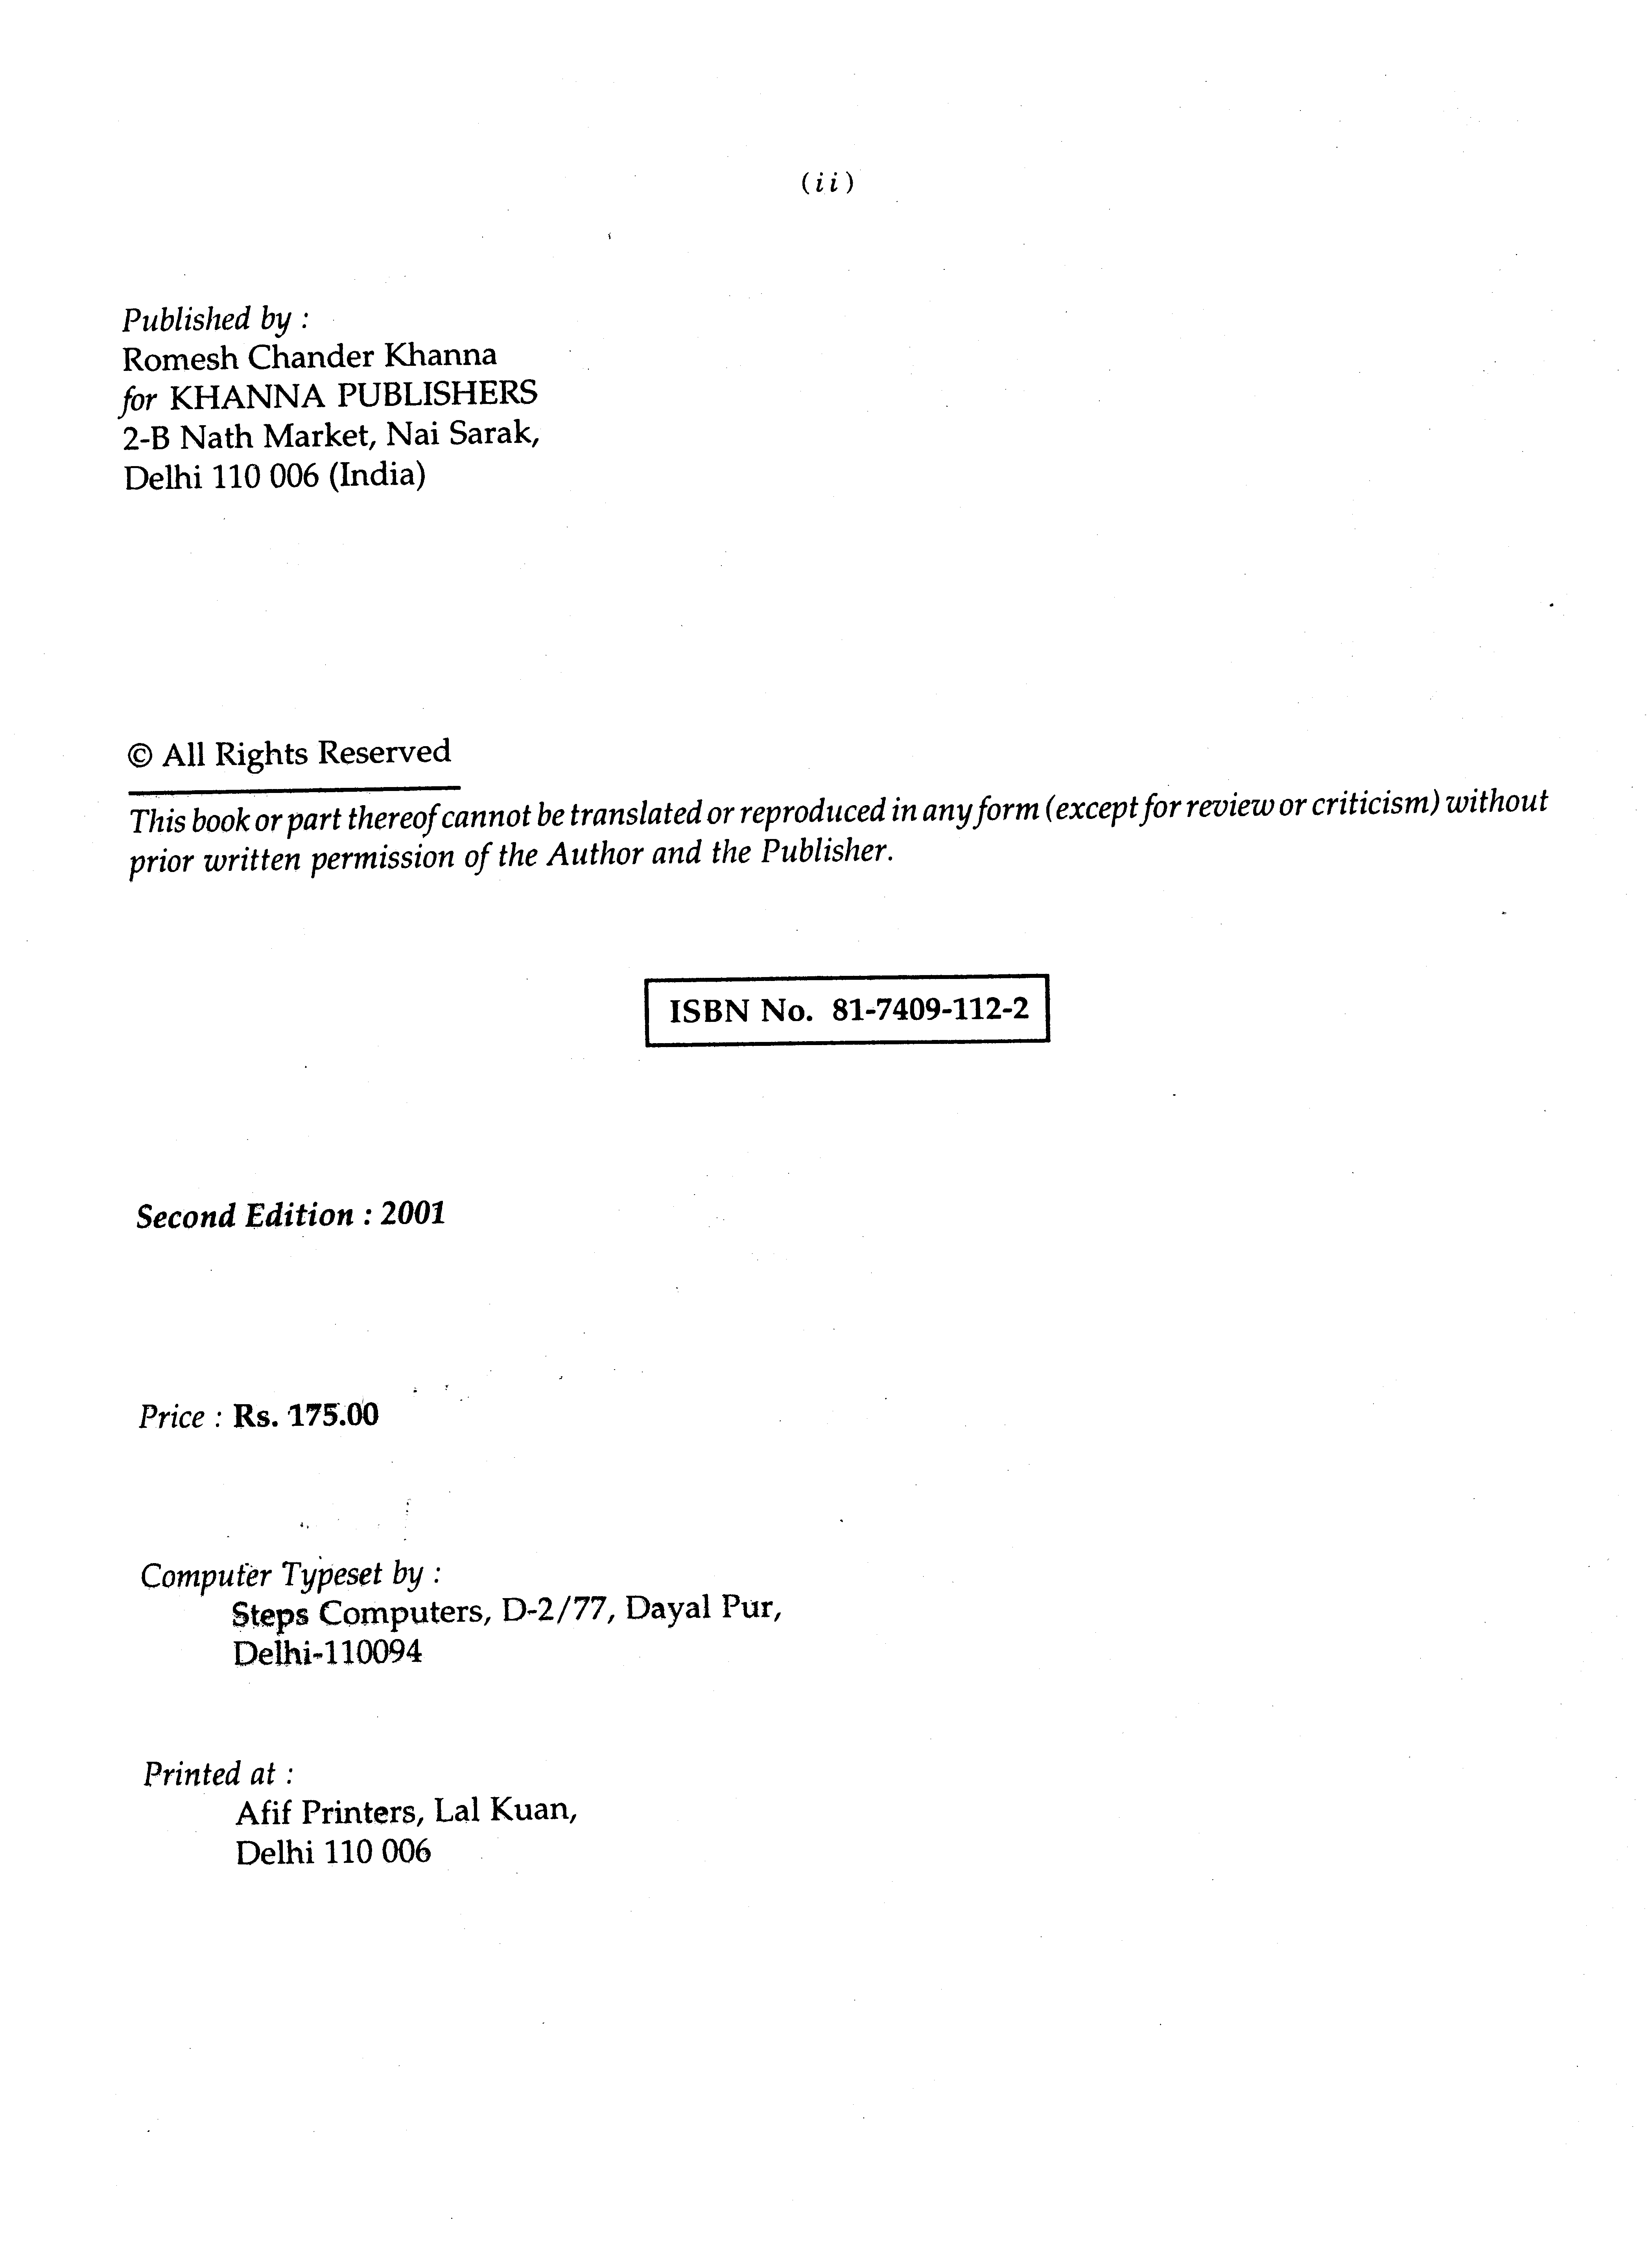 (ii)
Published by :
Romesh Chander Khanna
for KHANNA PUBLISHERS
2-B Nath Market, Nai Sarak,
Delhi 110 006 (India)
© All Rights Reserved
This book or part thereof cannot be translated or reproduced in any form (except for review or criticism) without
prior written permission of the Author and the Publisher.
ISBN No. 81-7409-112-2
Second Edition : 2001
Price : Rs. 175.00
Computer Typeset by :
Steps Computers, D-2/77, Dayal Pur,
Delhi-110094
Printed at :
Afif Printers, Lal Kuan,
Delhi 110 006